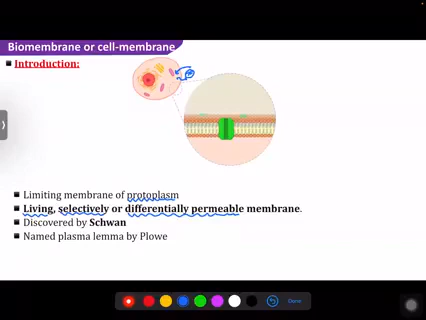 Biomembrane or cell-membrane
Introduction:
Limiting membrane of protoplasm
Living, selectively or differentially permeable membrane.
Discovered by Schwan
Named plasma lemma by Plowe
Done